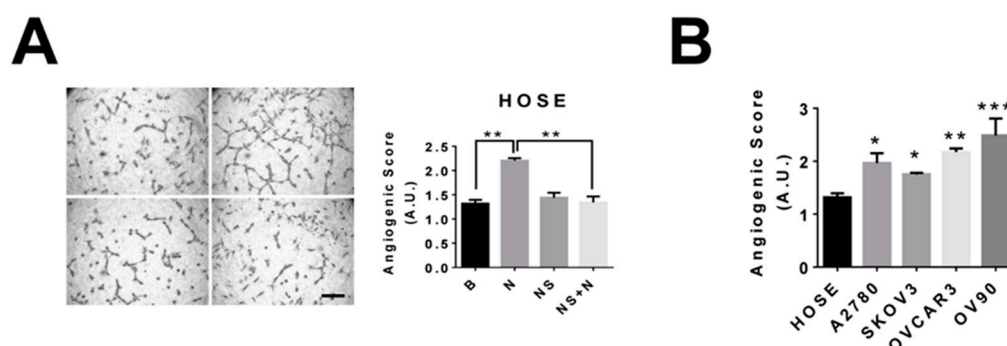 A
B
HOSE
Angiogenic Score
(A.U.)
2.5
2.0
1.5
1.0
0.5
0.0
** **
B N NS NS+N
Angiogenic Score
(A.U.)
3
2
1
0
* * ** ***
HOSE A2780 SKOV3 OVCAR3 OV90